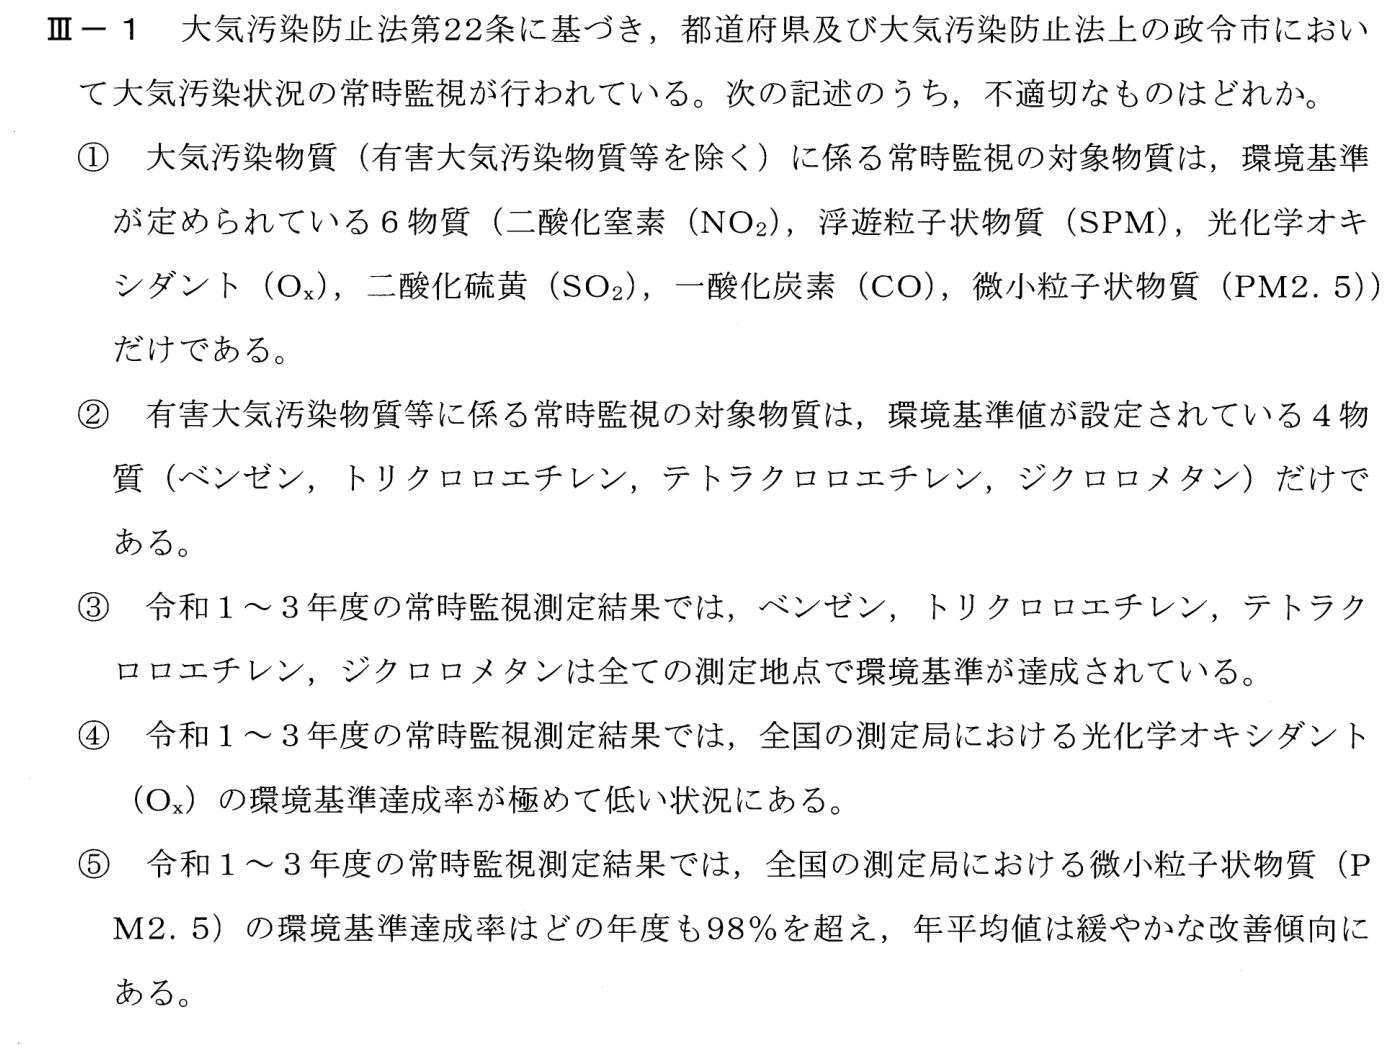 Ⅲ－1　大気汚染防止法第22条に基づき，都道府県及び大気汚染防止法上の政令市におい
て大気汚染状況の常時監視が行われている。次の記述のうち，不適切なものはどれか。
①　大気汚染物質（有害大気汚染物質等を除く）に係る常時監視の対象物質は，環境基準
が定められている6物質（二酸化窒素（NO₂），浮遊粒子状物質（SPM），光化学オキ
シダント（Oₓ），二酸化硫黄（SO₂），一酸化炭素（CO），微小粒子状物質（PM2.5））
だけである。
②　有害大気汚染物質等に係る常時監視の対象物質は，環境基準値が設定されている4物
質（ベンゼン，トリクロロエチレン，テトラクロロエチレン，ジクロロメタン）だけで
ある。
③　令和1～3年度の常時監視測定結果では，ベンゼン，トリクロロエチレン，テトラク
ロロエチレン，ジクロロメタンは全ての測定地点で環境基準が達成されている。
④　令和1～3年度の常時監視測定結果では，全国の測定局における光化学オキシダント
（Oₓ）の環境基準達成率が極めて低い状況にある。
⑤　令和1～3年度の常時監視測定結果では，全国の測定局における微小粒子状物質（P
M2.5）の環境基準達成率はどの年度も98％を超え，年平均値は緩やかな改善傾向に
ある。